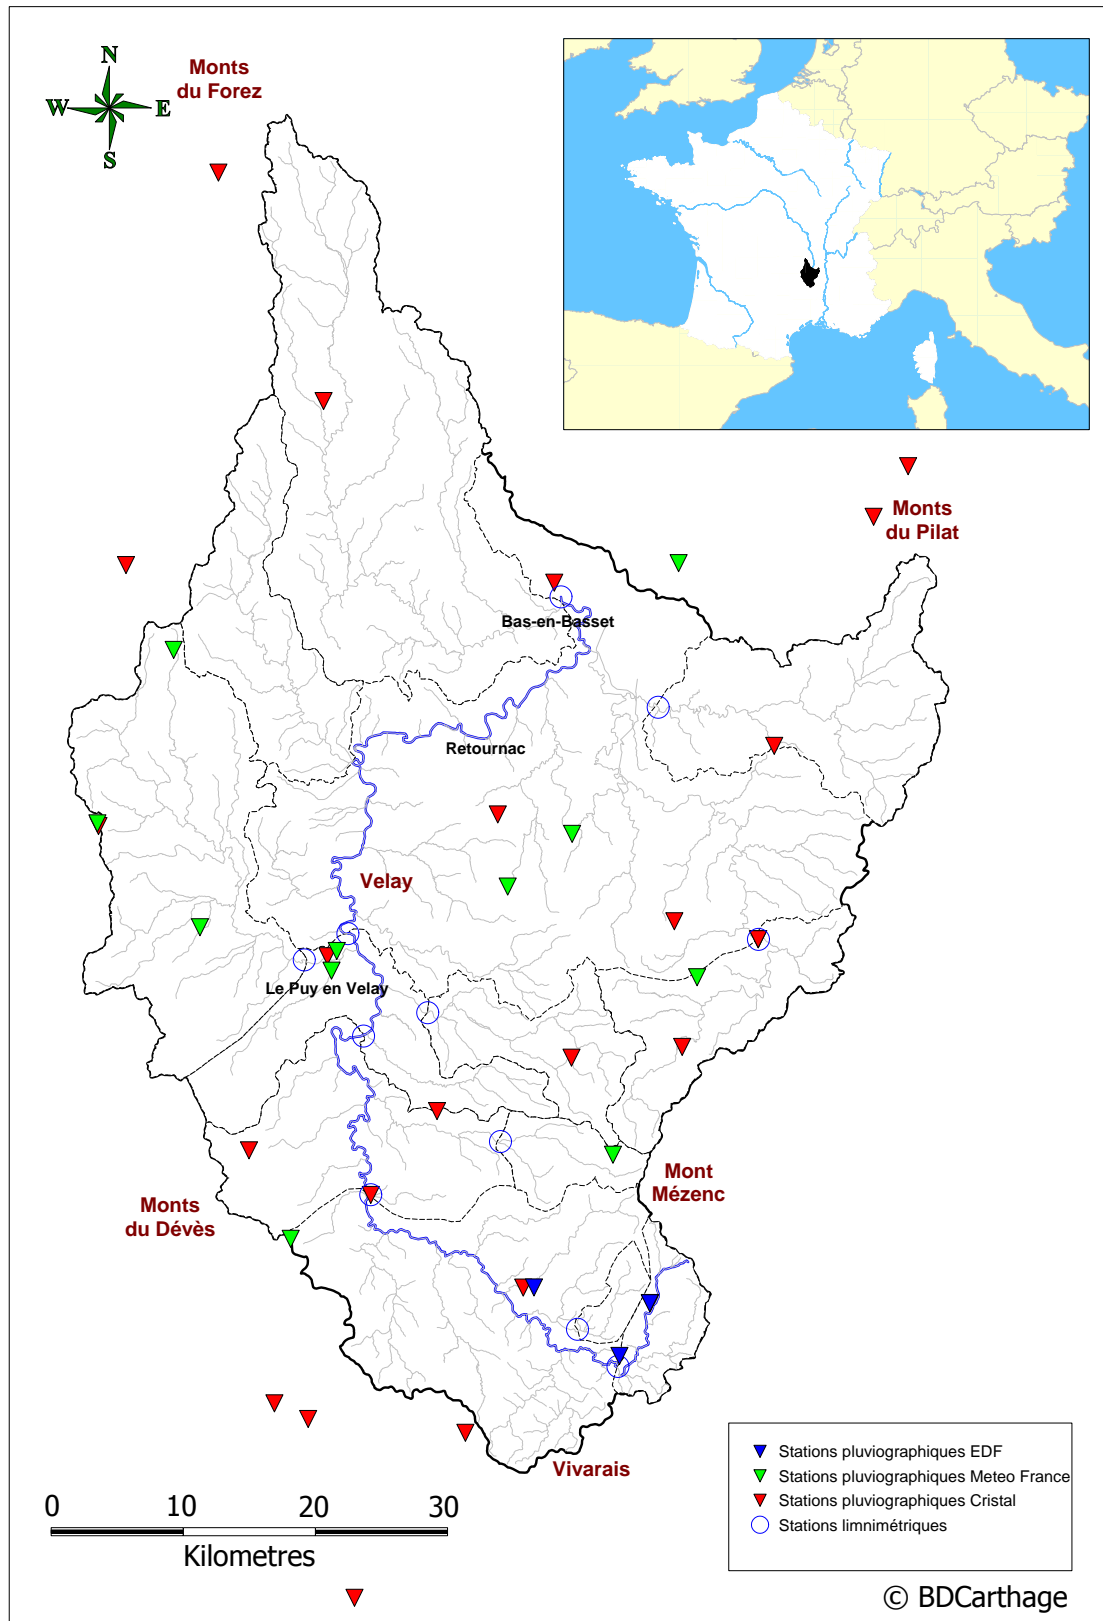 N
W
E
S
Monts
du Forez
Monts
du Pilat
Bas-en-Basset
Retournac
Velay
Le Puy en Velay
Mont
Mézenc
Monts
du Dévès
Vivarais
Stations pluviographiques EDF
Stations pluviographiques Meteo France
Stations pluviographiques Cristal
Stations limnimétriques
0 10 20 30
Kilometres
© BDCarthage